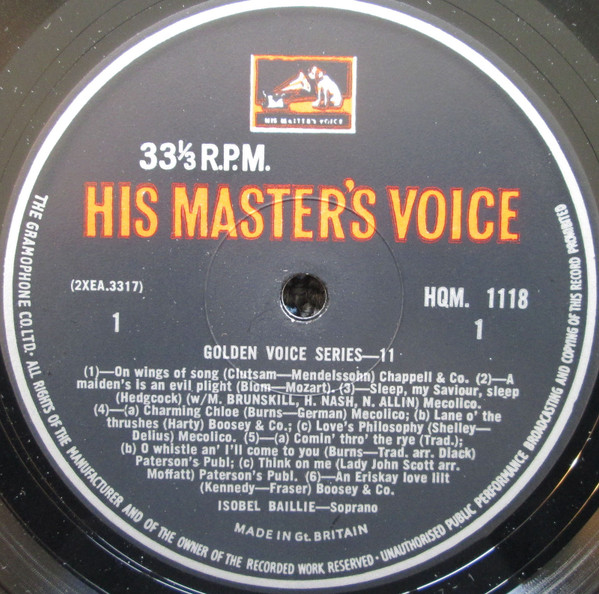 HIS MASTER'S VOICE
33⅓ R.P.M.
HIS MASTER'S VOICE
(2XEA.3317)
HQM. 1118
1
1
GOLDEN VOICE SERIES—11
(1)—On wings of song (Clutsam—Mendelssohn) Chappell & Co. (2)—A
maiden's is an evil plight (Blom—Mozart). (3)—Sleep, my Saviour, sleep
(Hedgcock) (w/M. BRUNSKILL, H. NASH, N. ALLIN) Mecolico.
(4)—(a) Charming Chloe (Burns—German) Mecolico; (b) Lane o' the
thrushes (Harty) Boosey & Co.; (c) Love's Philosophy (Shelley—
Delius) Mecolico. (5)—(a) Comin' thro' the rye (Trad.);
(b) O whistle an' I'll come to you (Burns—Trad. arr. Diack)
Paterson's Publ; (c) Think on me (Lady John Scott arr.
Moffatt) Paterson's Publ. (6)—An Eriskay love lilt
(Kennedy—Fraser) Boosey & Co.
ISOBEL BAILLIE—Soprano
MADE IN Gt. BRITAIN
THE GRAMOPHONE CO. LTD. · ALL RIGHTS OF THE MANUFACTURER AND OF THE OWNER OF THE RECORDED WORK RESERVED · UNAUTHORISED PUBLIC PERFORMANCE BROADCASTING AND COPYING OF THIS RECORD PROHIBITED